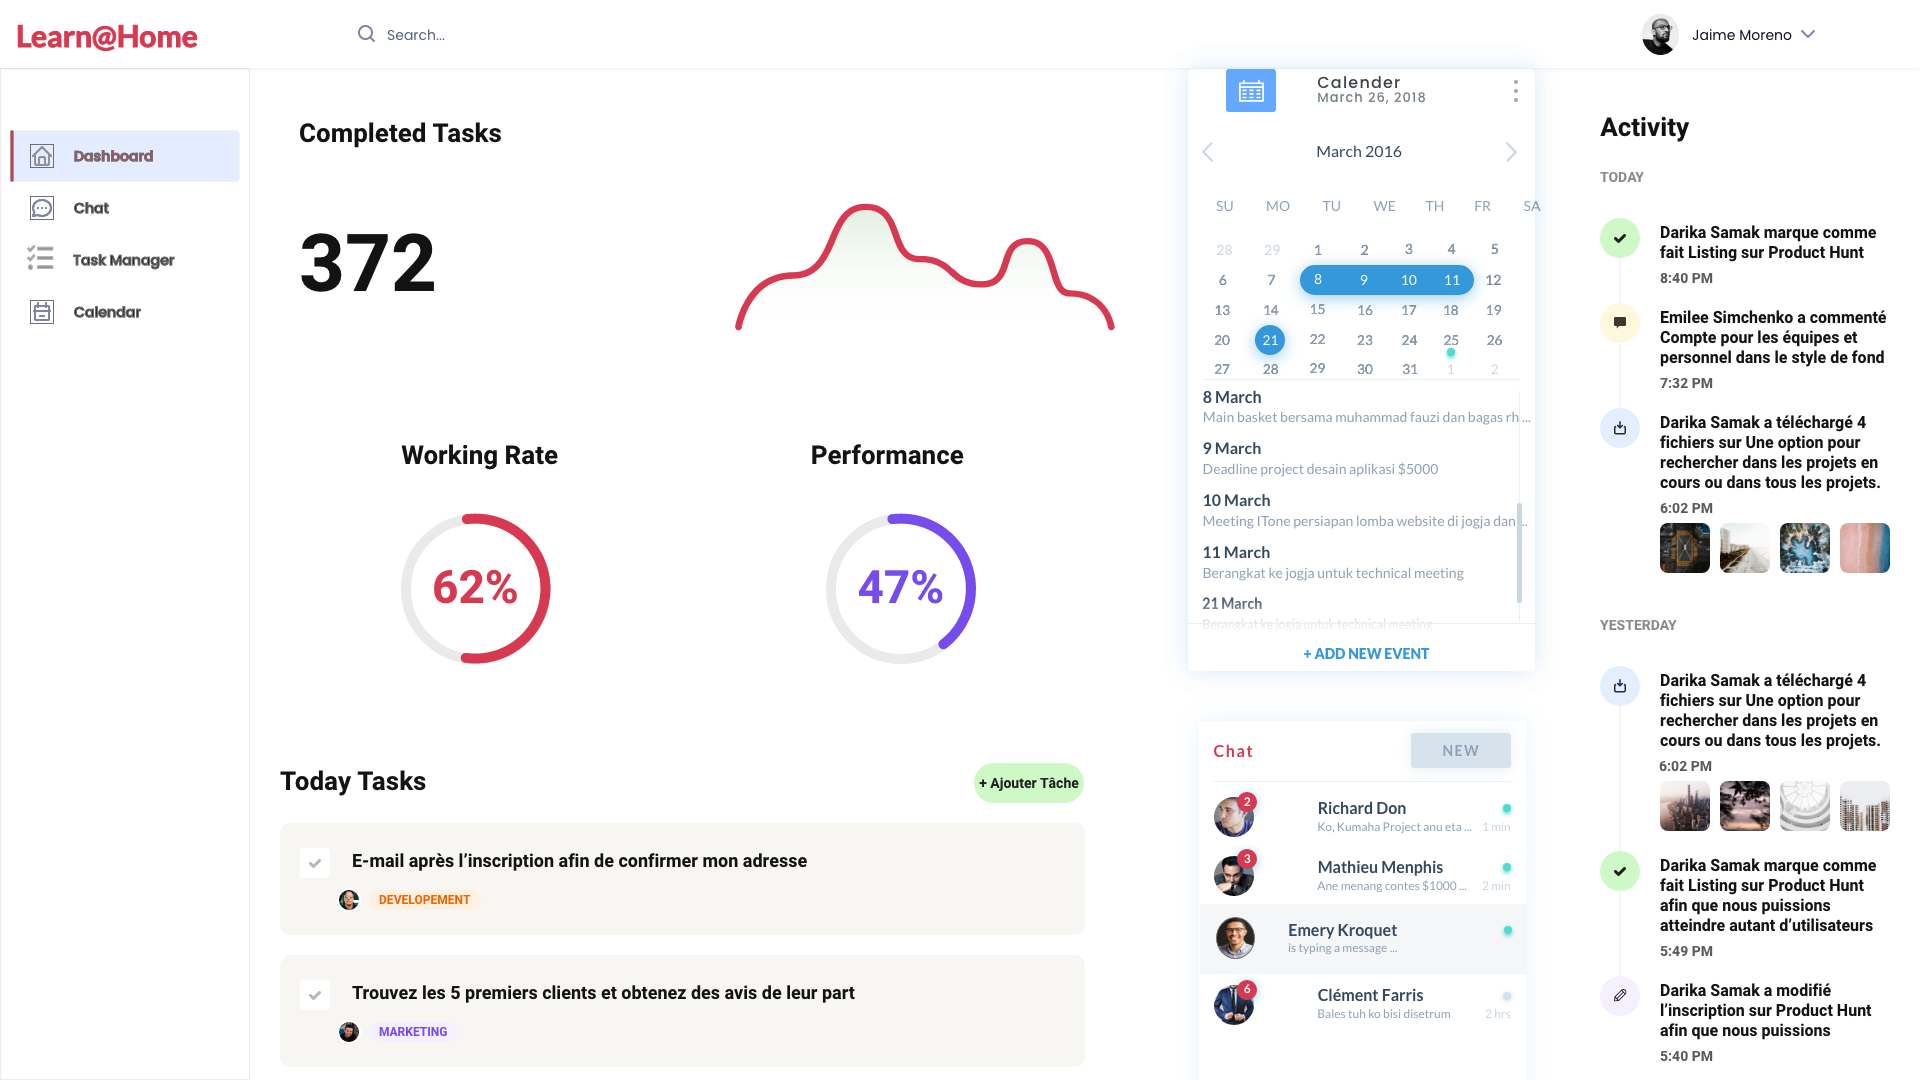 Learn@Home
Search...
Jaime Moreno
Dashboard
Chat
Task Manager
Calendar
Completed Tasks
372
Working Rate
62%
Performance
47%
Today Tasks
+ Ajouter Tâche
E-mail après l’inscription afin de confirmer mon adresse
DEVELOPEMENT
Trouvez les 5 premiers clients et obtenez des avis de leur part
MARKETING
Calender
March 26, 2018
March 2016
SU MO TU WE TH FR SA
28 29 1 2 3 4 5
6 7 8 9 10 11 12
13 14 15 16 17 18 19
20 21 22 23 24 25 26
27 28 29 30 31 1 2
8 March
Main basket bersama muhammad fauzi dan bagas rh ...
9 March
Deadline project desain aplikasi $5000
10 March
Meeting ITone persiapan lomba website di jogja dan ...
11 March
Berangkat ke jogja untuk technical meeting
21 March
Berangkat ke jogja untuk technical meeting
+ ADD NEW EVENT
Chat
NEW
2
Richard Don
Ko, Kumaha Project anu eta ... 1 min
3
Mathieu Menphis
Ane menang contes $1000 ... 2 min
Emery Kroquet
is typing a message ...
6
Clément Farris
Bales tuh ko bisi disetrum 2 hrs
Activity
TODAY
Darika Samak marque comme
fait Listing sur Product Hunt
8:40 PM
Emilee Simchenko a commenté
Compte pour les équipes et
personnel dans le style de fond
7:32 PM
Darika Samak a téléchargé 4
fichiers sur Une option pour
rechercher dans les projets en
cours ou dans tous les projets.
6:02 PM
YESTERDAY
Darika Samak a téléchargé 4
fichiers sur Une option pour
rechercher dans les projets en
cours ou dans tous les projets.
6:02 PM
Darika Samak marque comme
fait Listing sur Product Hunt
afin que nous puissions
atteindre autant d’utilisateurs
5:49 PM
Darika Samak a modifié
l’inscription sur Product Hunt
afin que nous puissions
5:40 PM